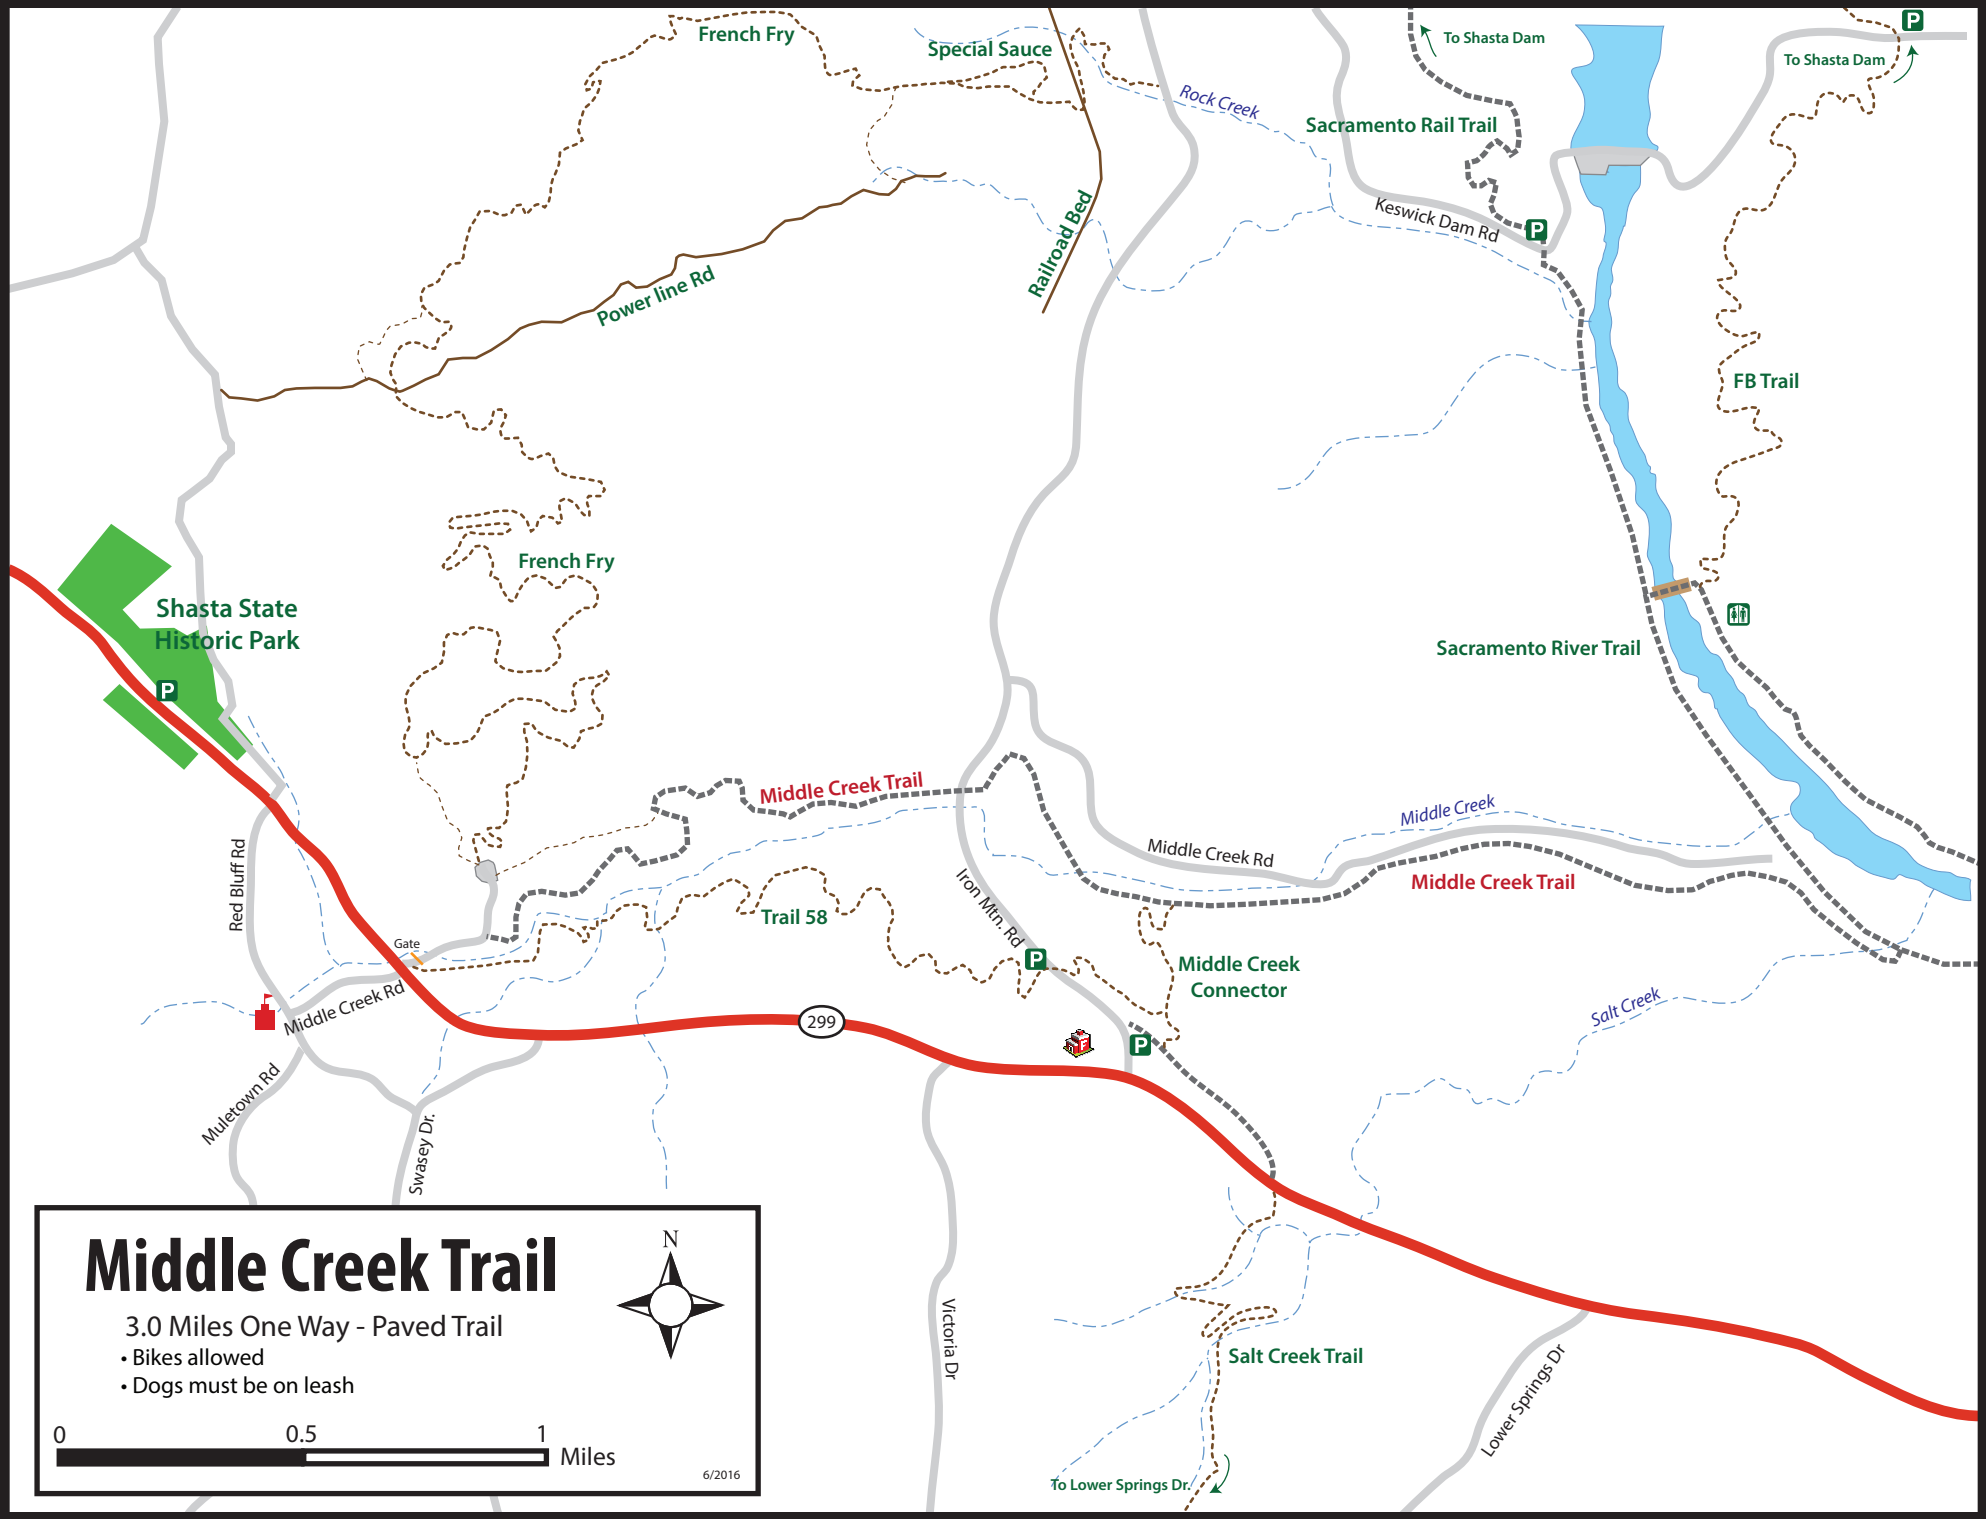 French Fry
Special Sauce
To Shasta Dam
P
To Shasta Dam
Rock Creek
Sacramento Rail Trail
Keswick Dam Rd
P
Railroad Bed
Power line Rd
FB Trail
French Fry
Shasta State
Historic Park
P
Sacramento River Trail
Middle Creek Trail
Middle Creek
Middle Creek Rd
Middle Creek Trail
Red Bluff Rd
Iron Mtn. Rd
Trail 58
Gate
P
Middle Creek
Connector
Middle Creek Rd
Salt Creek
299
F
P
Muletown Rd
Swasey Dr.
Victoria Dr
Salt Creek Trail
Lower Springs Dr
To Lower Springs Dr.
Middle Creek Trail
N
3.0 Miles One Way - Paved Trail
• Bikes allowed
• Dogs must be on leash
0 0.5 1
Miles
6/2016